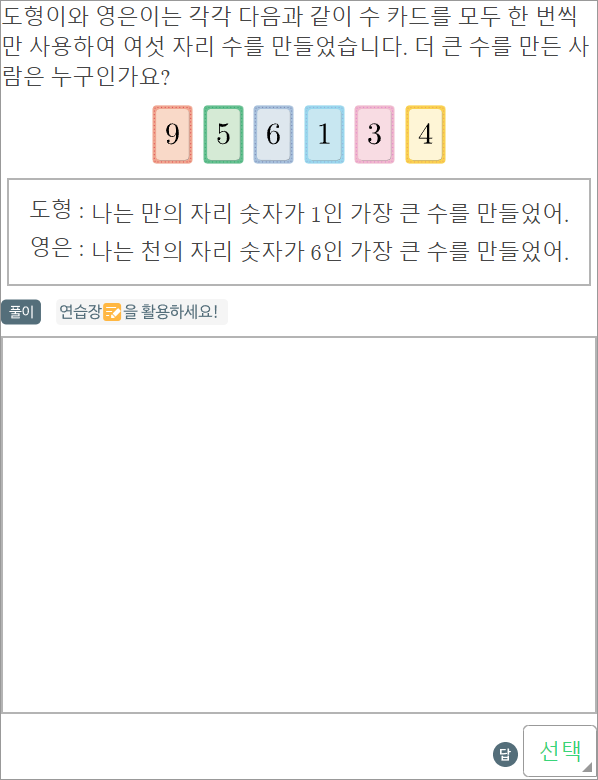 도형이와 영은이는 각각 다음과 같이 수 카드를 모두 한 번씩
만 사용하여 여섯 자리 수를 만들었습니다. 더 큰 수를 만든 사
람은 누구인가요?
9 5 6 1 3 4
도형 : 나는 만의 자리 숫자가 1인 가장 큰 수를 만들었어.
영은 : 나는 천의 자리 숫자가 6인 가장 큰 수를 만들었어.
풀이 연습장을 활용하세요!
답 선택